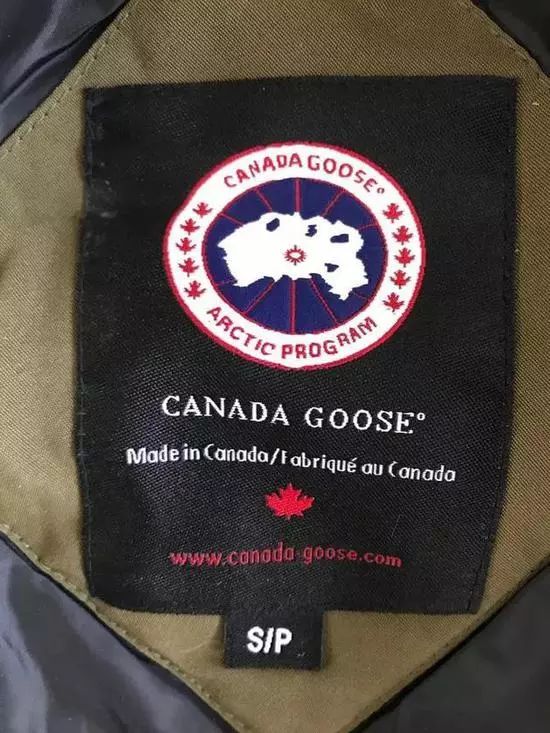 CANADA GOOSE®
ARCTIC PROGRAM
CANADA GOOSE®
Made in Canada/Fabriqué au Canada
www.canada-goose.com
S/P